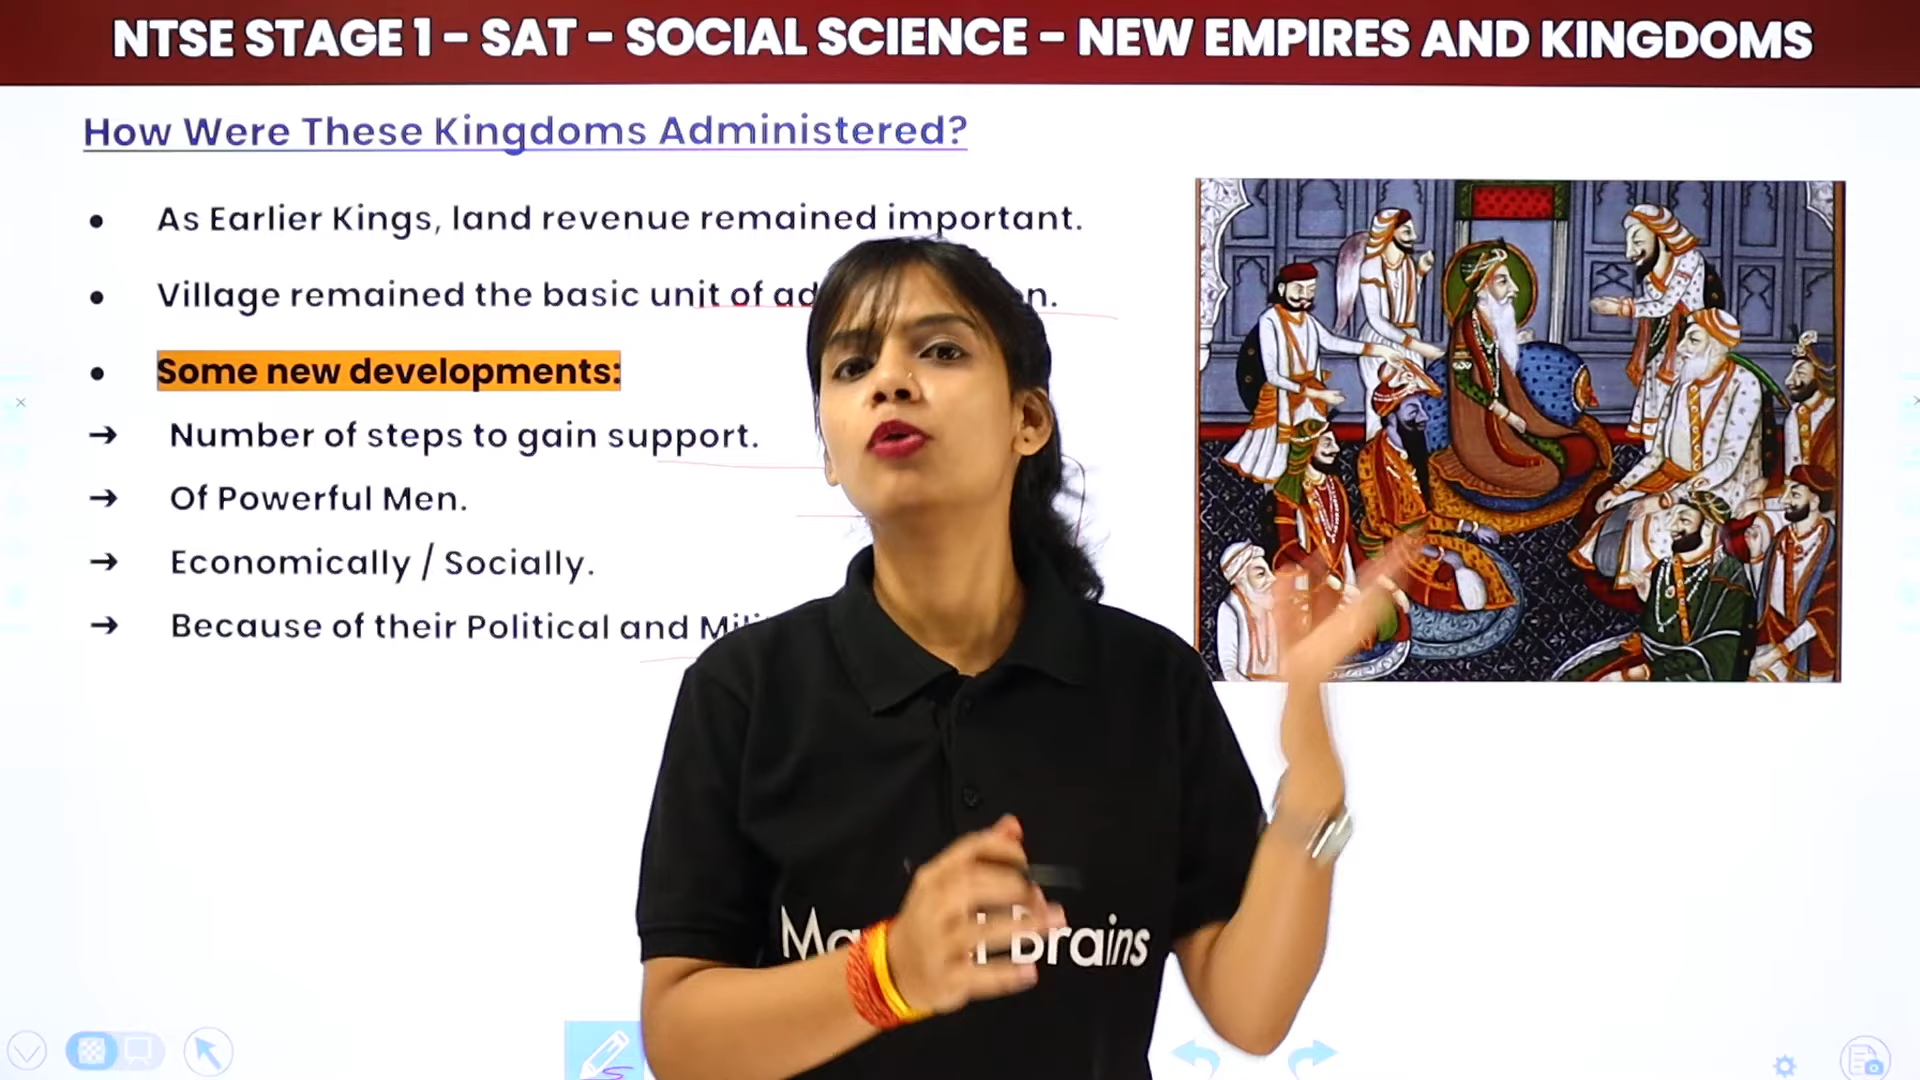 NTSE STAGE 1 - SAT - SOCIAL SCIENCE - NEW EMPIRES AND KINGDOMS
How Were These Kingdoms Administered?
• As Earlier Kings, land revenue remained important.
• Village remained the basic unit of
• Some new developments:
→ Number of steps to gain support.
→ Of Powerful Men.
→ Economically / Socially.
→ Because of their Political and
Brains